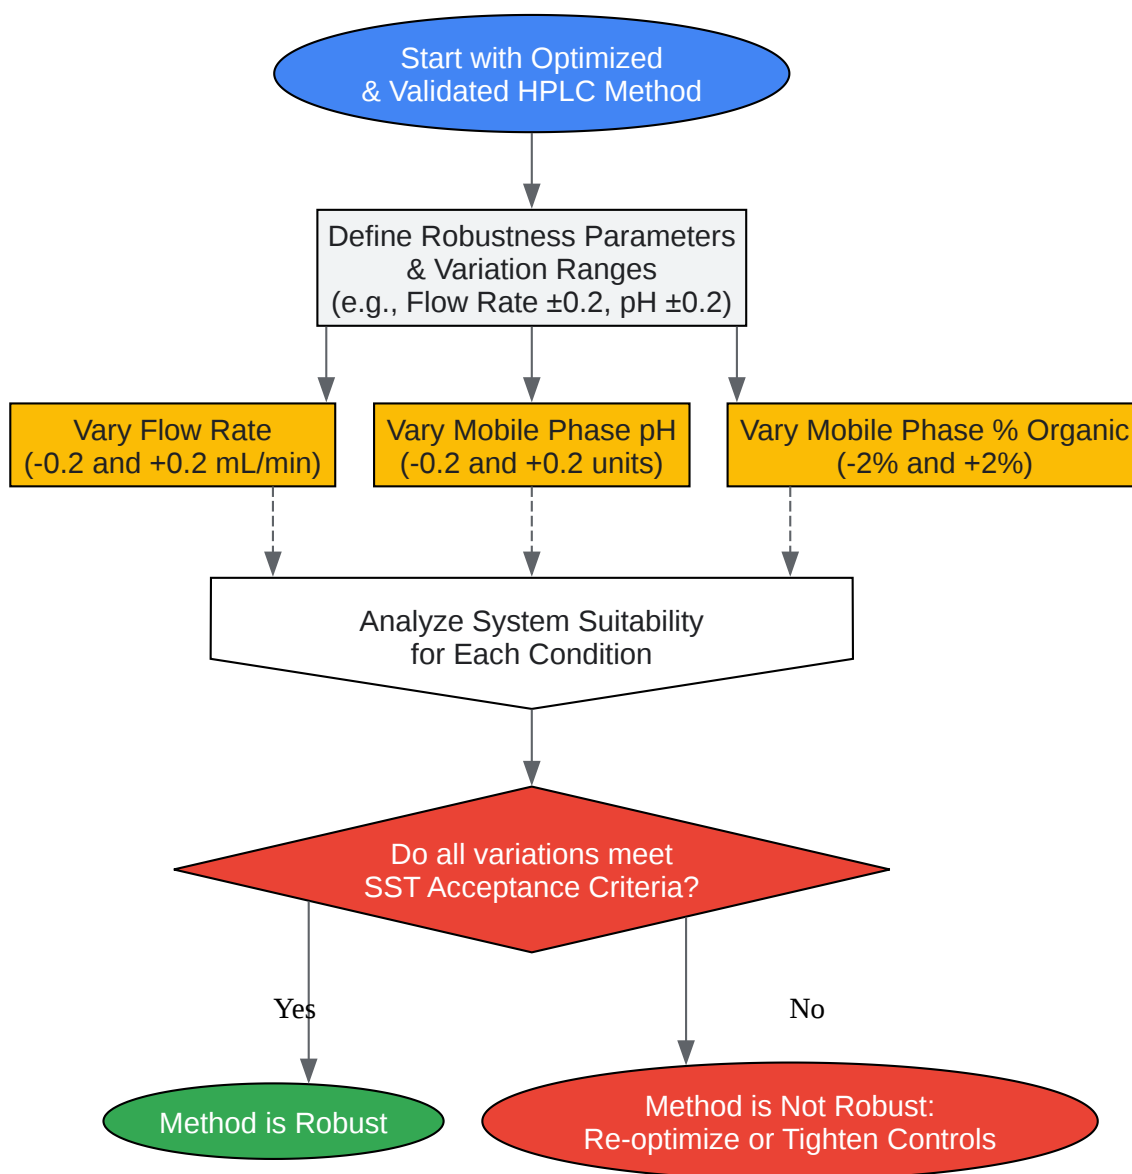 Start with Optimized
& Validated HPLC Method
Define Robustness Parameters
& Variation Ranges
(e.g., Flow Rate ±0.2, pH ±0.2)
Vary Flow Rate
(-0.2 and +0.2 mL/min)
Vary Mobile Phase pH
(-0.2 and +0.2 units)
Vary Mobile Phase % Organic
(-2% and +2%)
Analyze System Suitability
for Each Condition
Do all variations meet
SST Acceptance Criteria?
Yes
No
Method is Robust
Method is Not Robust:
Re-optimize or Tighten Controls